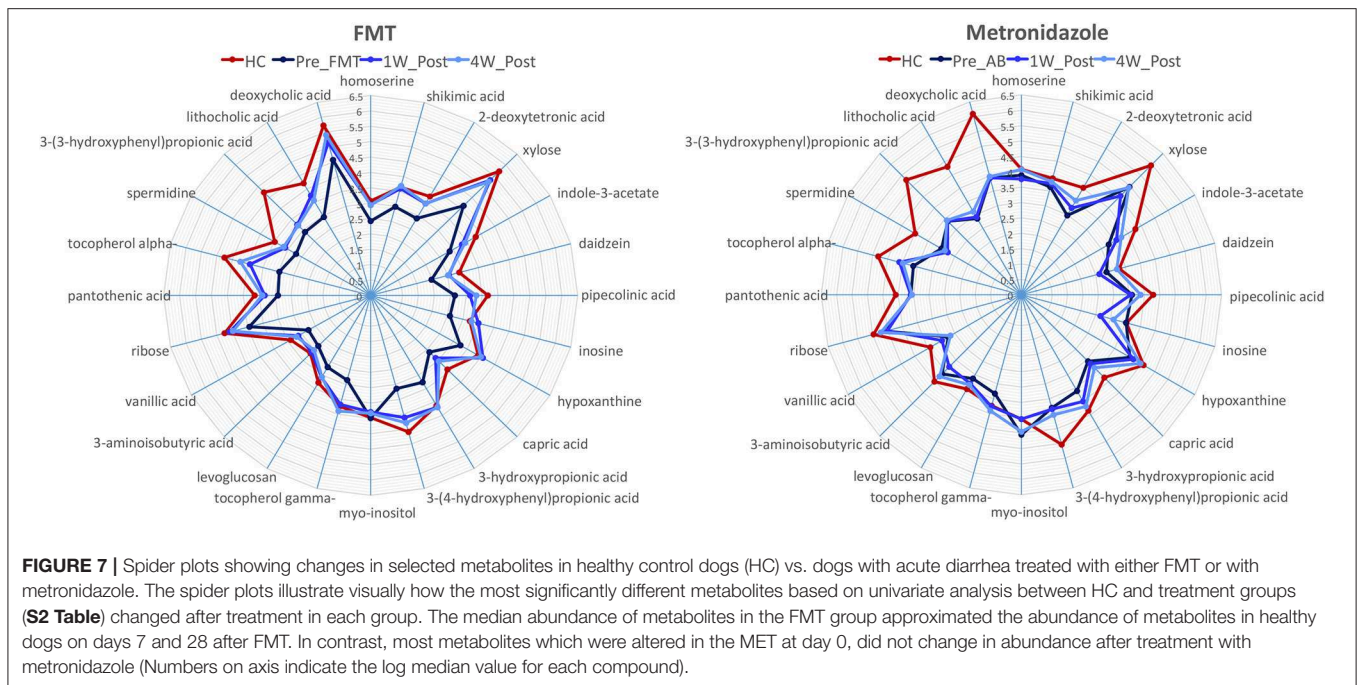 FMT
HC Pre_FMT 1W_Post 4W_Post
homoserine
shikimic acid
2-deoxytetronic acid
xylose
indole-3-acetate
daidzein
pipecolinic acid
inosine
hypoxanthine
capric acid
3-hydroxypropionic acid
3-(4-hydroxyphenyl)propionic acid
myo-inositol
tocopherol gamma-
levoglucosan
3-aminoisobutyric acid
vanillic acid
ribose
pantothenic acid
tocopherol alpha-
spermidine
3-(3-hydroxyphenyl)propionic acid
lithocholic acid
deoxycholic acid
6.5
6
5.5
5
4.5
4
3.5
3
2.5
2
1.5
1
0.5
0
Metronidazole
HC Pre_AB 1W_Post 4W_Post
homoserine
shikimic acid
2-deoxytetronic acid
xylose
indole-3-acetate
daidzein
pipecolinic acid
inosine
hypoxanthine
capric acid
3-hydroxypropionic acid
3-(4-hydroxyphenyl)propionic acid
myo-inositol
tocopherol gamma-
levoglucosan
3-aminoisobutyric acid
vanillic acid
ribose
pantothenic acid
tocopherol alpha-
spermidine
3-(3-hydroxyphenyl)propionic acid
lithocholic acid
deoxycholic acid
6.5
6
5.5
5
4.5
4
3.5
3
2.5
2
1.5
1
0.5
0
FIGURE 7 | Spider plots showing changes in selected metabolites in healthy control dogs (HC) vs. dogs with acute diarrhea treated with either FMT or with
metronidazole. The spider plots illustrate visually how the most significantly different metabolites based on univariate analysis between HC and treatment groups
(S2 Table) changed after treatment in each group. The median abundance of metabolites in the FMT group approximated the abundance of metabolites in healthy
dogs on days 7 and 28 after FMT. In contrast, most metabolites which were altered in the MET at day 0, did not change in abundance after treatment with
metronidazole (Numbers on axis indicate the log median value for each compound).